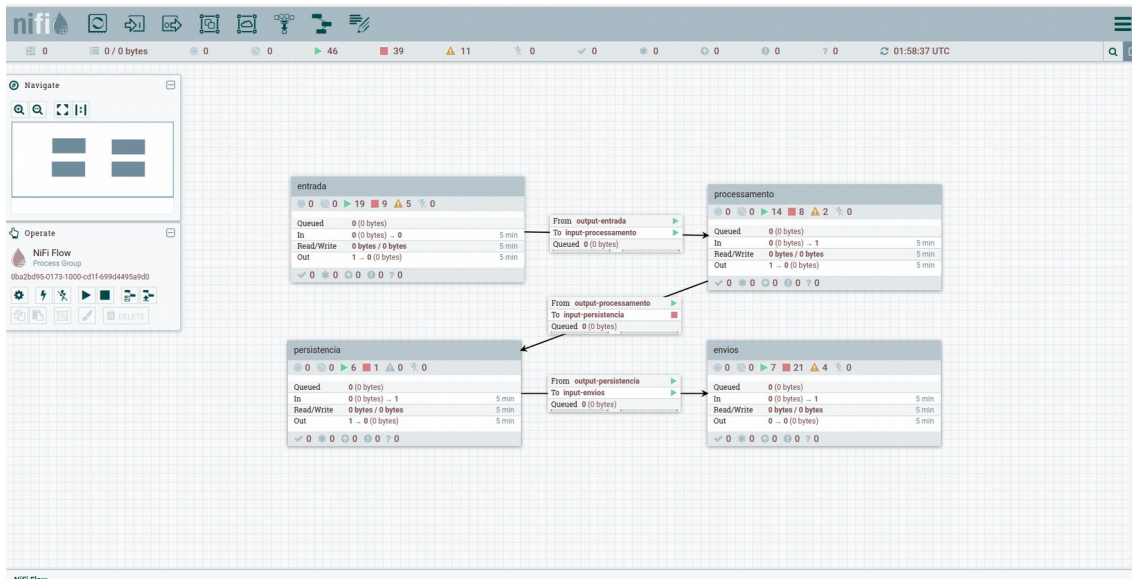 nifi
0 0 / 0 bytes 0 0 46 39 11 0 0 0 0 0 ? 0 01:58:37 UTC
Navigate
Operate
NiFi Flow
Process Group
0ba2bd95-0173-1000-cd1f-699d4495a9d0
DELETE
entrada
0 0 19 9 5 0
Queued 0 (0 bytes)
In 0 (0 bytes) → 0 5 min
Read/Write 0 bytes / 0 bytes 5 min
Out 1 → 0 (0 bytes) 5 min
0 0 0 0 ? 0
From output-entrada
To input-processamento
Queued 0 (0 bytes)
processamento
0 0 14 8 2 0
Queued 0 (0 bytes)
In 0 (0 bytes) → 1 5 min
Read/Write 0 bytes / 0 bytes 5 min
Out 1 → 0 (0 bytes) 5 min
0 0 0 0 ? 0
From output-processamento
To input-persistencia
Queued 0 (0 bytes)
persistencia
0 0 6 1 0 0
Queued 0 (0 bytes)
In 0 (0 bytes) → 1 5 min
Read/Write 0 bytes / 0 bytes 5 min
Out 1 → 0 (0 bytes) 5 min
0 0 0 0 ? 0
From output-persistencia
To input-envios
Queued 0 (0 bytes)
envios
0 0 7 21 4 0
Queued 0 (0 bytes)
In 0 (0 bytes) → 1 5 min
Read/Write 0 bytes / 0 bytes 5 min
Out 0 → 0 (0 bytes) 5 min
0 0 0 0 ? 0
NiFi Flow